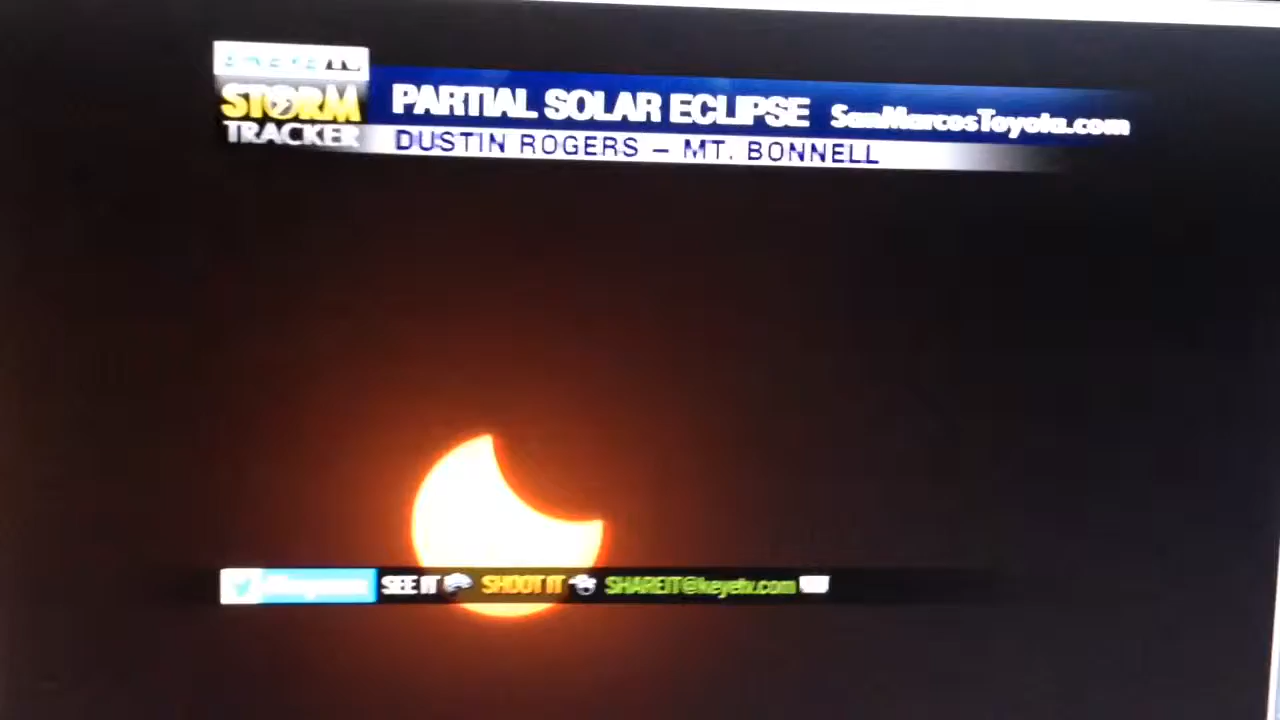 STORM
TRACKER
PARTIAL SOLAR ECLIPSE SanMarcosToyota.com
DUSTIN ROGERS – MT. BONNELL
SEE IT SHOOT IT SHAREIT@keyetv.com